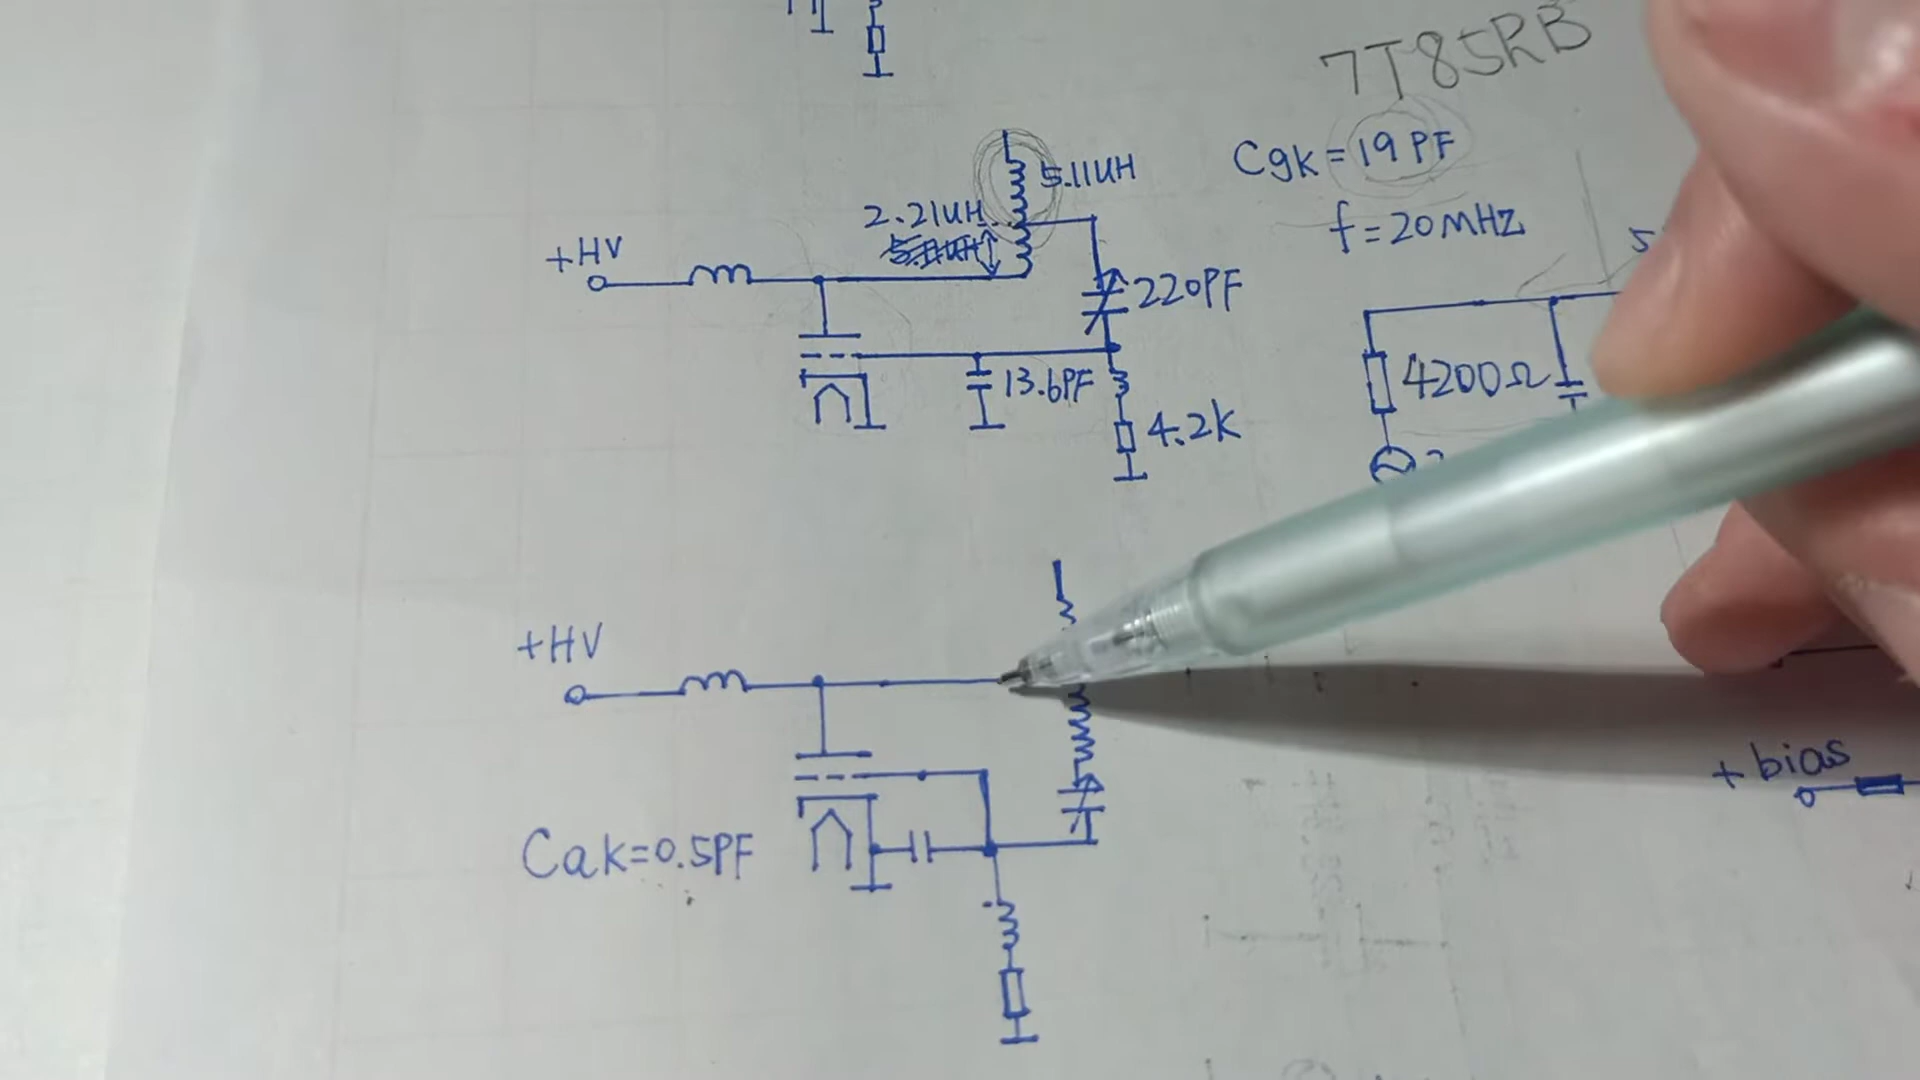 7T85RB
Cgk=19PF
f=20MHz
5.11UH
2.21UH
+HV
220PF
13.6PF
4.2K
4200Ω
+HV
Cak=0.5PF
+bias